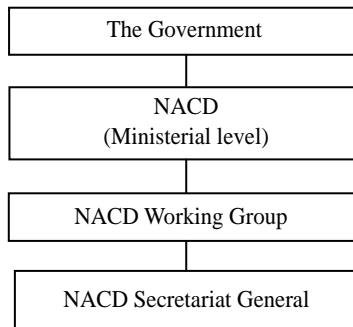 The Government
NACD
(Ministerial level)
NACD Working Group
NACD Secretariat General